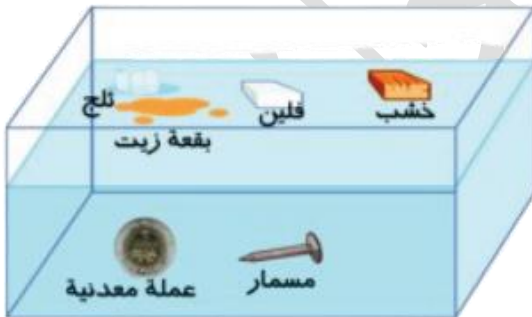 ثلج
فلين
خشب
بقعة زيت
عملة معدنية
مسمار